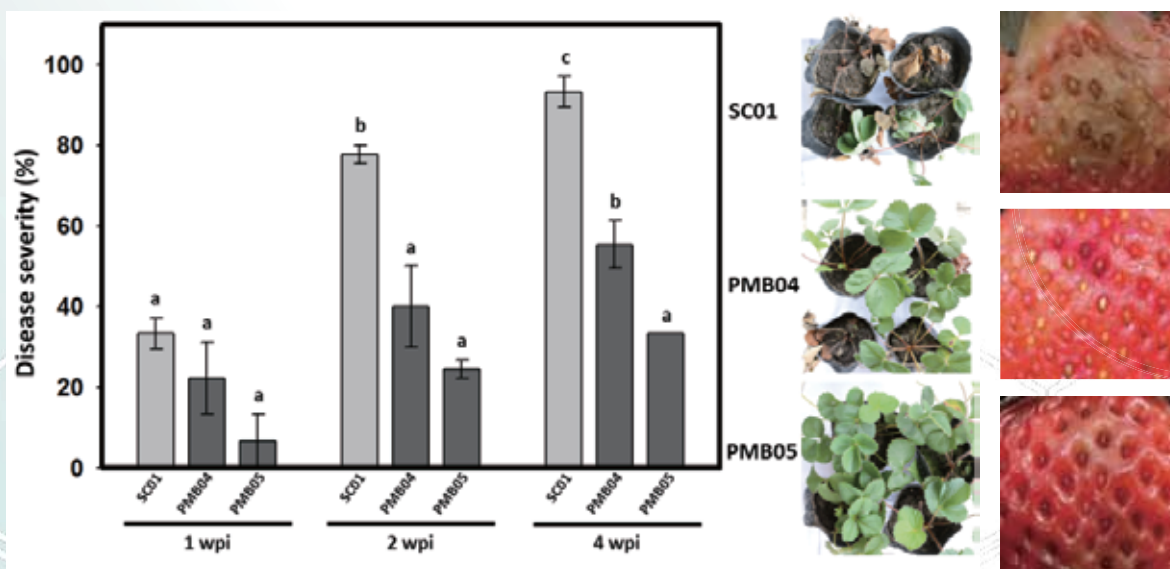 Disease severity (%)
100
80
60
40
20
0
a
a
a
b
a
a
c
b
a
SC01
PMB04
PMB05
SC01
PMB04
PMB05
SC01
PMB04
PMB05
1 wpi
2 wpi
4 wpi
SC01
PMB04
PMB05